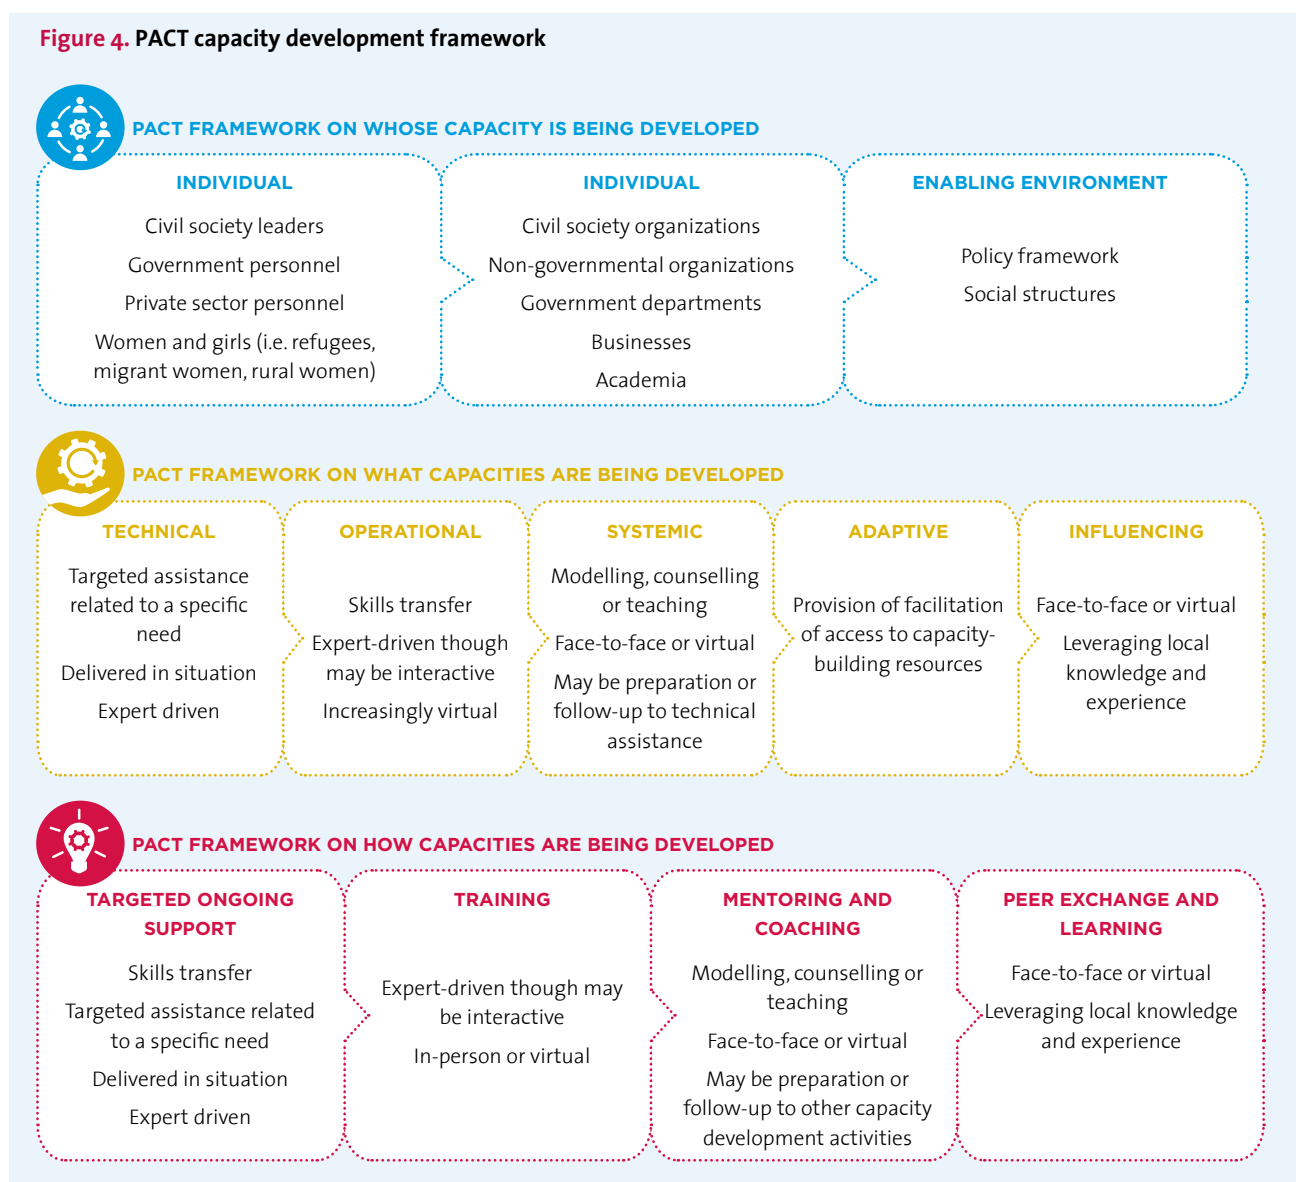 Figure 4. PACT capacity development framework
PACT FRAMEWORK ON WHOSE CAPACITY IS BEING DEVELOPED
INDIVIDUAL
Civil society leaders
Government personnel
Private sector personnel
Women and girls (i.e. refugees,
migrant women, rural women)
INDIVIDUAL
Civil society organizations
Non-governmental organizations
Government departments
Businesses
Academia
ENABLING ENVIRONMENT
Policy framework
Social structures
PACT FRAMEWORK ON WHAT CAPACITIES ARE BEING DEVELOPED
TECHNICAL
Targeted assistance
related to a specific
need
Delivered in situation
Expert driven
OPERATIONAL
Skills transfer
Expert-driven though
may be interactive
Increasingly virtual
SYSTEMIC
Modelling, counselling
or teaching
Face-to-face or virtual
May be preparation or
follow-up to technical
assistance
ADAPTIVE
Provision of facilitation
of access to capacity-
building resources
INFLUENCING
Face-to-face or virtual
Leveraging local
knowledge and
experience
PACT FRAMEWORK ON HOW CAPACITIES ARE BEING DEVELOPED
TARGETED ONGOING
SUPPORT
Skills transfer
Targeted assistance related
to a specific need
Delivered in situation
Expert driven
TRAINING
Expert-driven though may
be interactive
In-person or virtual
MENTORING AND
COACHING
Modelling, counselling or
teaching
Face-to-face or virtual
May be preparation or
follow-up to other capacity
development activities
PEER EXCHANGE AND
LEARNING
Face-to-face or virtual
Leveraging local knowledge
and experience